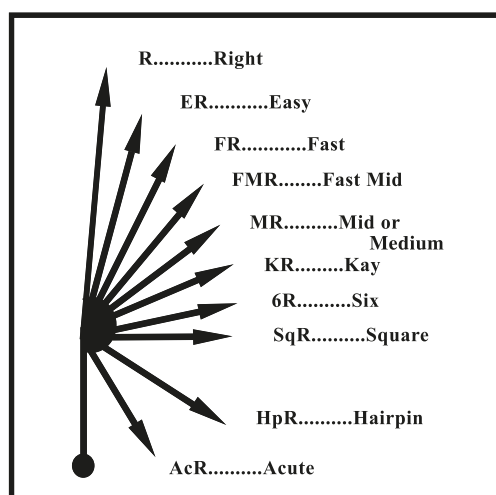 R...........Right
ER...........Easy
FR............Fast
FMR........Fast Mid
MR..........Mid or
Medium
KR.........Kay
6R..........Six
SqR..........Square
HpR..........Hairpin
AcR..........Acute